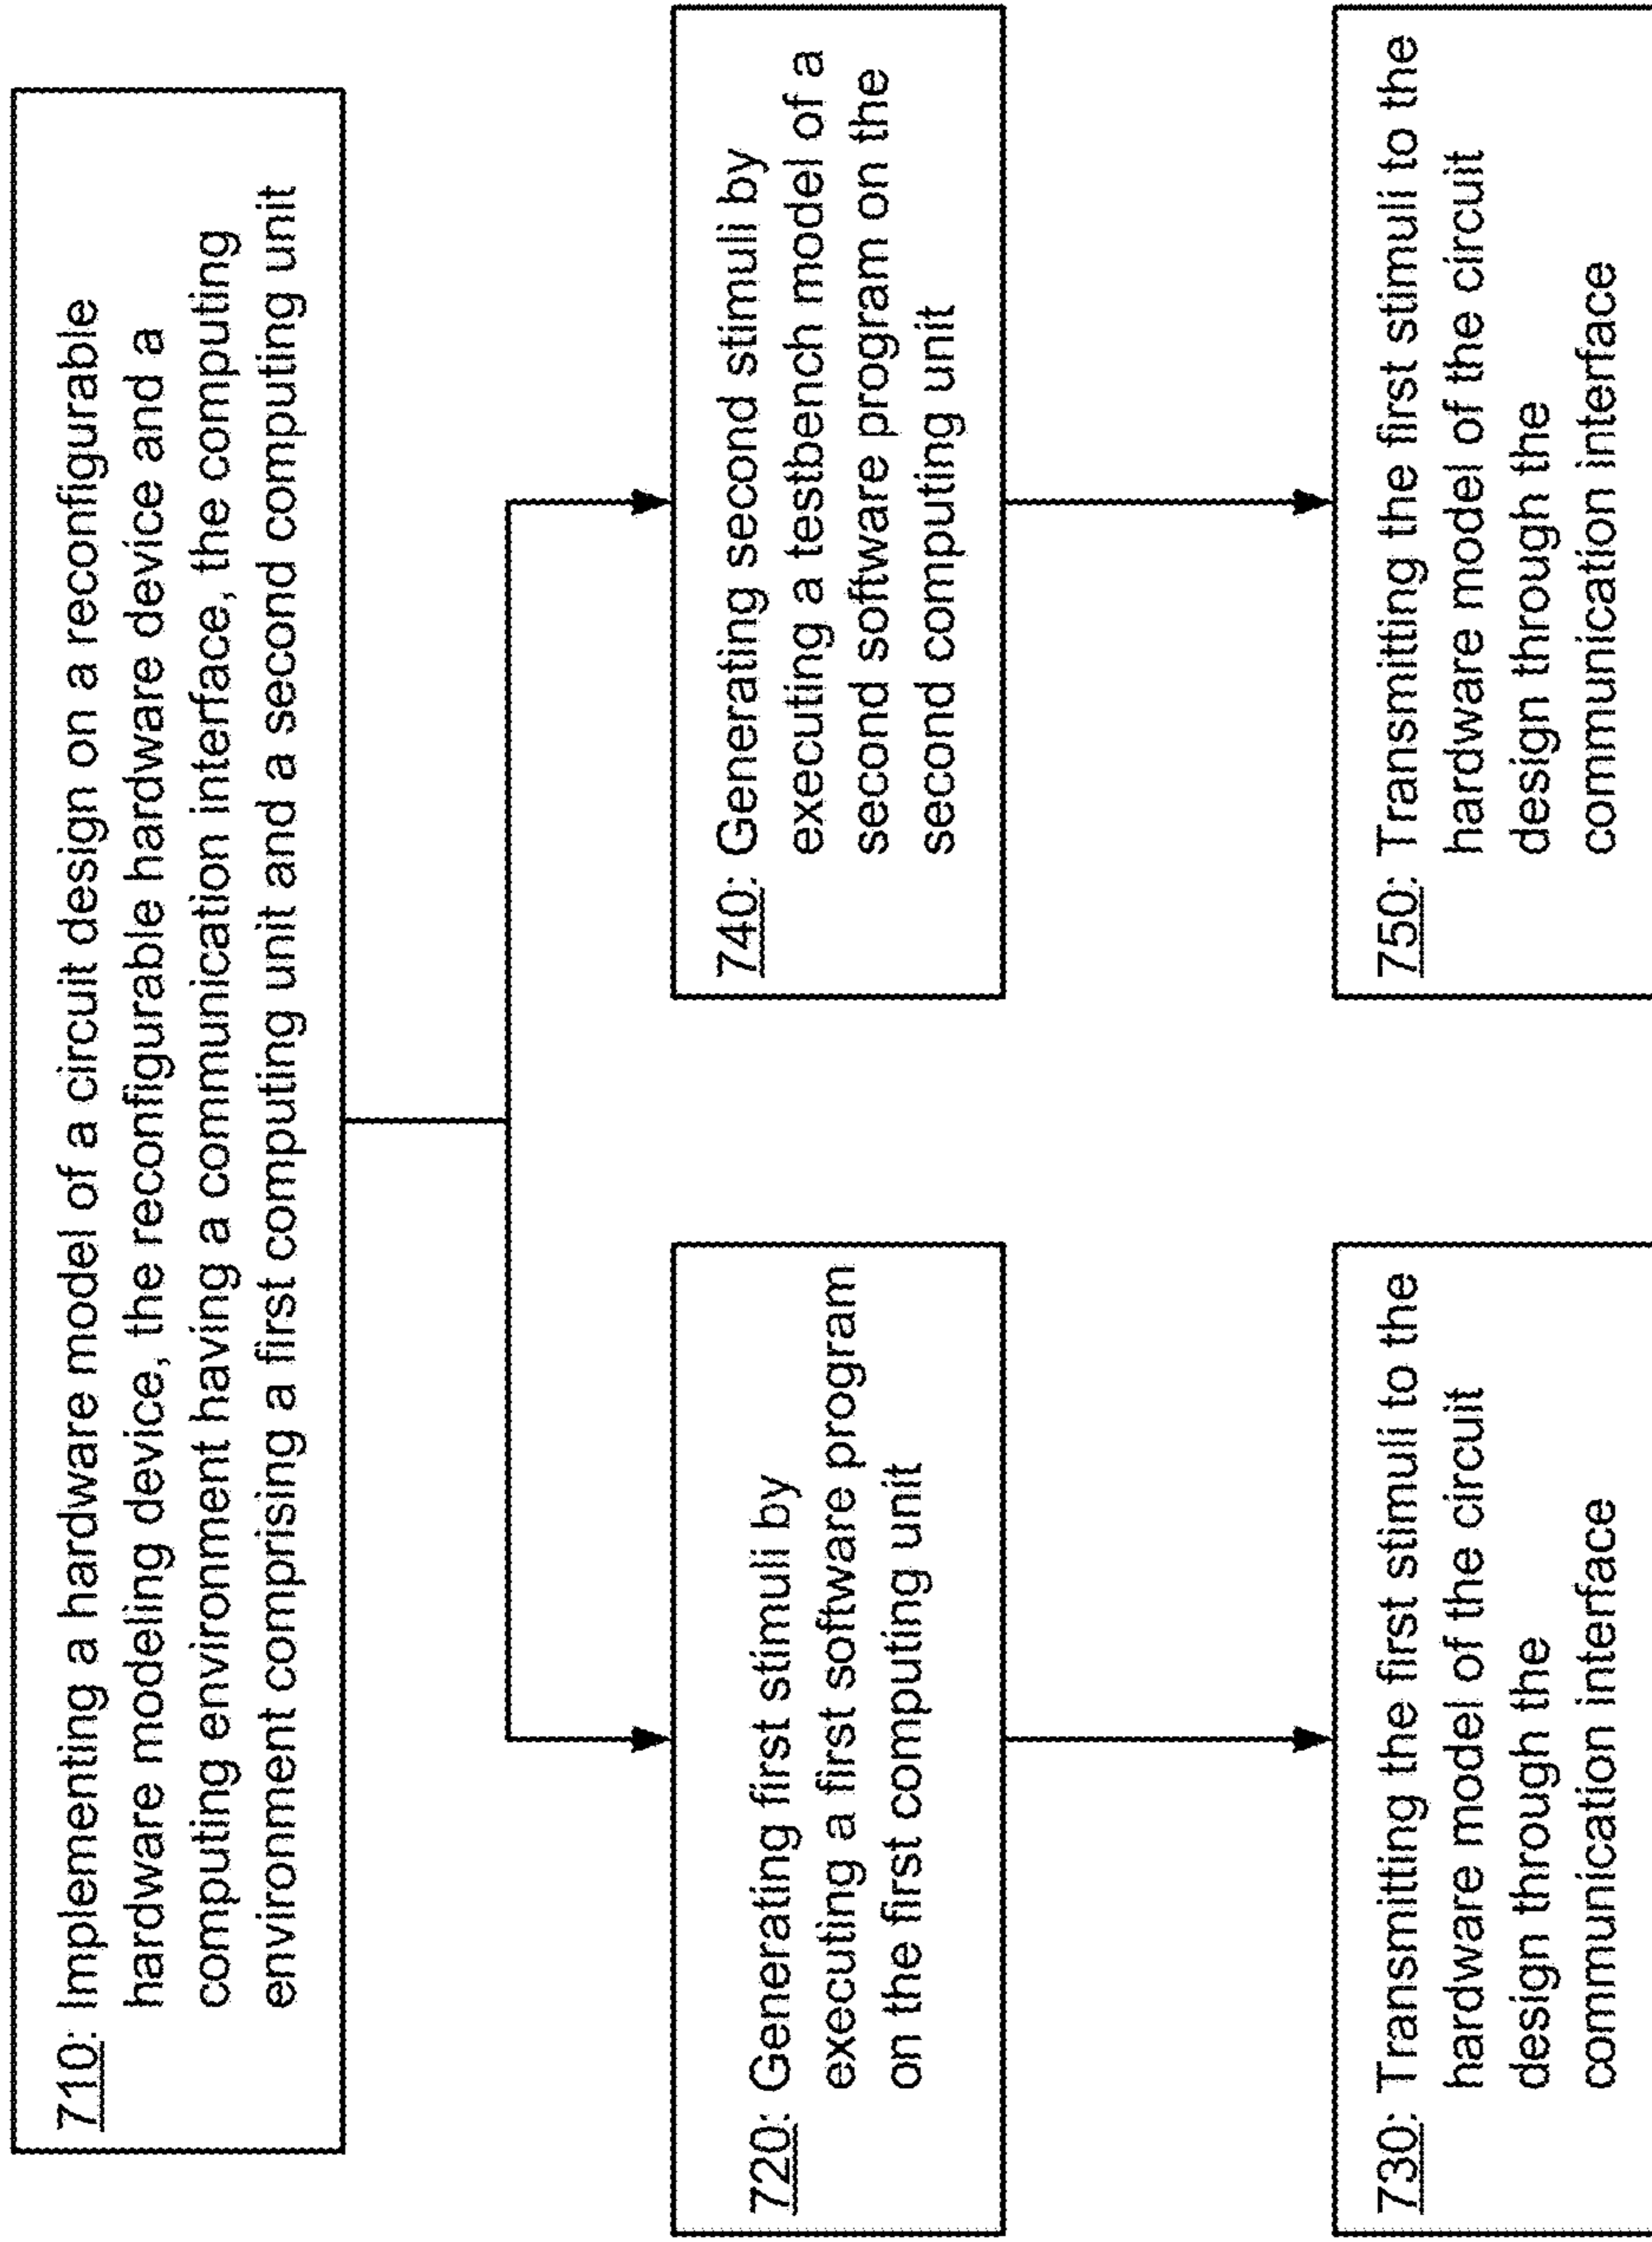 710: Implementing a hardware model of a circuit design on a reconfigurable
hardware modeling device, the reconfigurable hardware device and a
computing environment having a communication interface, the computing
environment comprising a first computing unit and a second computing unit
720: Generating first stimuli by
executing a first software program
on the first computing unit
730: Transmitting the first stimuli to the
hardware model of the circuit
design through the
communication interface
740: Generating second stimuli by
executing a testbench model of a
second software program on the
second computing unit
750: Transmitting the first stimuli to the
hardware model of the circuit
design through the
communication interface